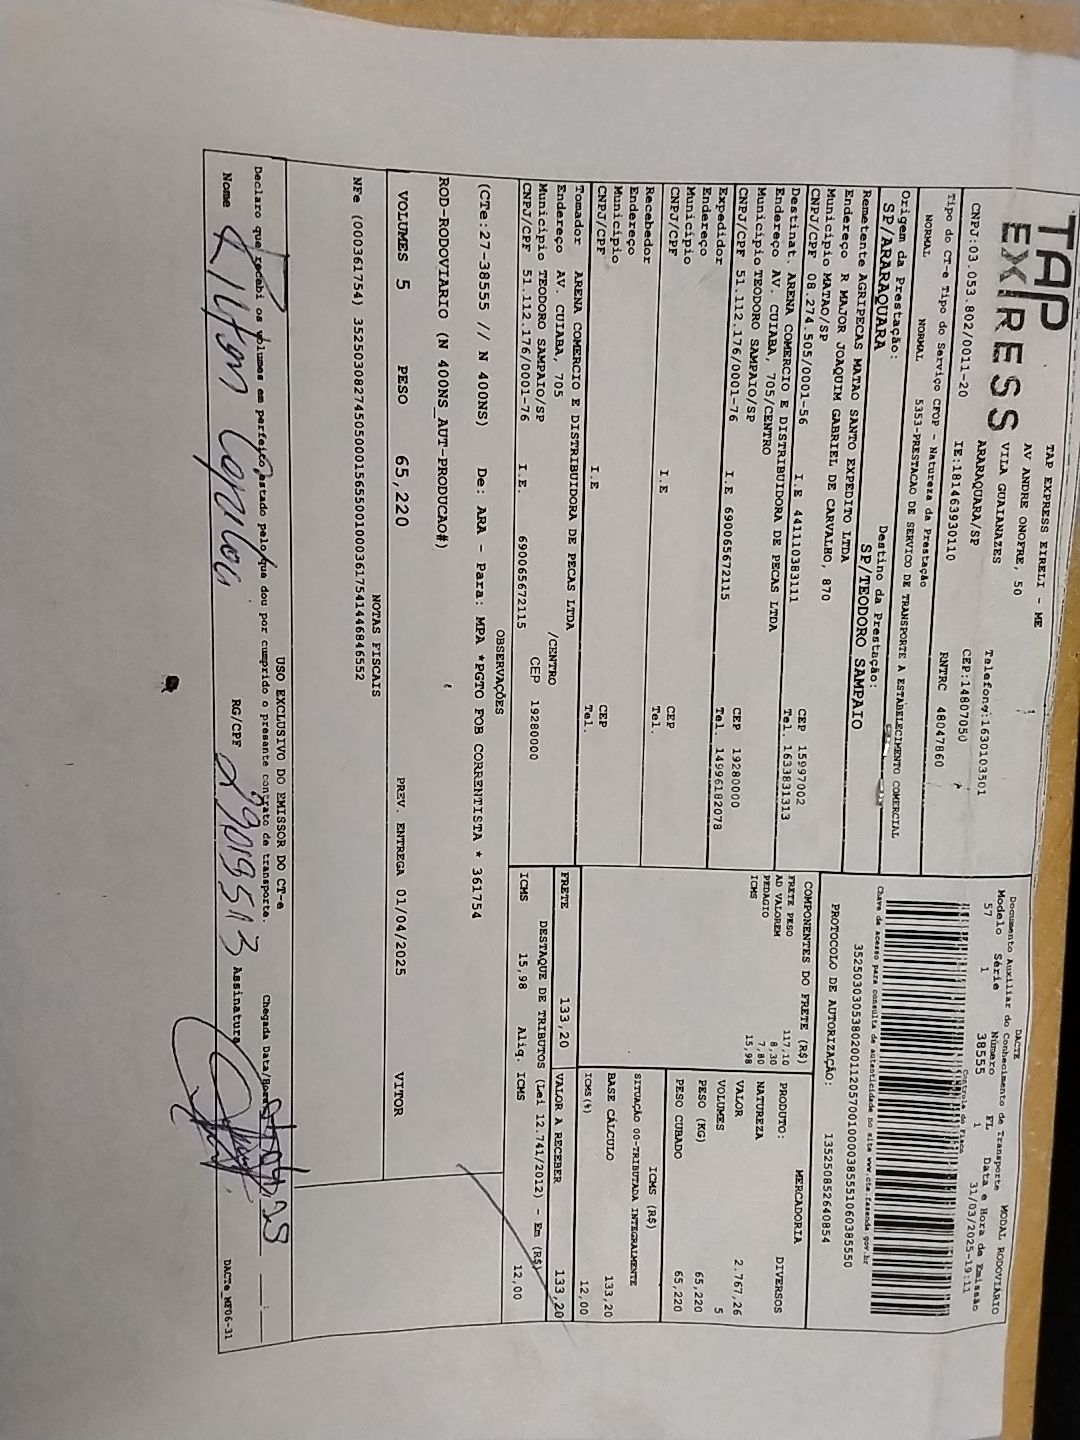 TAP
EXPRESS
TAP EXPRESS EIRELI - ME
AV ANDRE ONOFRE, 50
VILA GUAIANAZES
ARARAQUARA/SP
Telefone:1630103501
CEP:14807050
CNPJ:03.053.802/0011-20 IE:181463930110 RNTRC 48047860
Tipo do CT-e Tipo do Serviço CFOP - Natureza da Prestação
NORMAL NORMAL 5353-PRESTACAO DE SERVICO DE TRANSPORTE A ESTABELECIMENTO COMERCIAL
Origem da Prestação: Destino da Prestação:
SP/ARARAQUARA SP/TEODORO SAMPAIO
DACTE MODAL RODOVIÁRIO
Documento Auxiliar do Conhecimento de Transporte
Modelo Série Número FL Data e Hora de Emissão
57 1 38555 1 31/03/2025-19:11
Controle do Fisco
Chave de acesso para consulta de autenticidade no site www.cte.fazenda.gov.br
35250303053802001120570010000385551060385550
PROTOCOLO DE AUTORIZAÇÃO: 135250852640854
Remetente AGRIPECAS MATAO SANTO EXPEDITO LTDA
Endereço R MAJOR JOAQUIM GABRIEL DE CARVALHO, 870
Município MATAO/SP CEP 15997002
CNPJ/CPF 08.274.505/0001-56 I.E 441110383111 Tel. 1633831313
Destinat. ARENA COMERCIO E DISTRIBUIDORA DE PECAS LTDA
Endereço AV. CUIABA, 705/CENTRO
Município TEODORO SAMPAIO/SP CEP 19280000
CNPJ/CPF 51.112.176/0001-76 I.E 690065672115 Tel. 14996182078
Expedidor
Endereço
Município CEP
CNPJ/CPF I.E Tel.
Recebedor
Endereço
Município CEP
CNPJ/CPF I.E Tel.
Tomador ARENA COMERCIO E DISTRIBUIDORA DE PECAS LTDA
Endereço AV. CUIABA, 705 /CENTRO
Município TEODORO SAMPAIO/SP CEP 19280000
CNPJ/CPF 51.112.176/0001-76 I.E. 690065672115
COMPONENTES DO FRETE (R$)
FRETE PESO 117,10
AD VALOREM 8,30
PEDAGIO 7,80
ICMS 15,98
MERCADORIA
PRODUTO: DIVERSOS
NATUREZA
VALOR 2.767,26
VOLUMES 5
PESO (KG) 65,220
PESO CUBADO 65,220
ICMS (R$)
SITUAÇÃO 00-TRIBUTADA INTEGRALMENTE
BASE CÁLCULO 133,20
ICMS(%) 12,00
FRETE 133,20 VALOR A RECEBER 133,20
DESTAQUE DE TRIBUTOS (Lei 12.741/2012) - Em (R$)
ICMS 15,98 Aliq. ICMS 12,00
OBSERVAÇÕES
(CTe:27-38555 // N 400NS) De: ARA - Para: MPA *PGTO FOB CORRENTISTA * 361754
ROD-RODOVIARIO (N 400NS_AUT-PRODUCAO#)
VOLUMES 5 PESO 65,220 PREV. ENTREGA 01/04/2025 VITOR
NOTAS FISCAIS
NFe (000361754) 35250308274505000156550010003617541446846552
USO EXCLUSIVO DO EMISSOR DO CT-e
Declaro que recebi os volumes em perfeito estado pelo que dou por cumprido o presente contrato de transporte. Chegada Data/Hora
Nome RG/CPF 29019513 Assinatura
DACTe_MF06-31